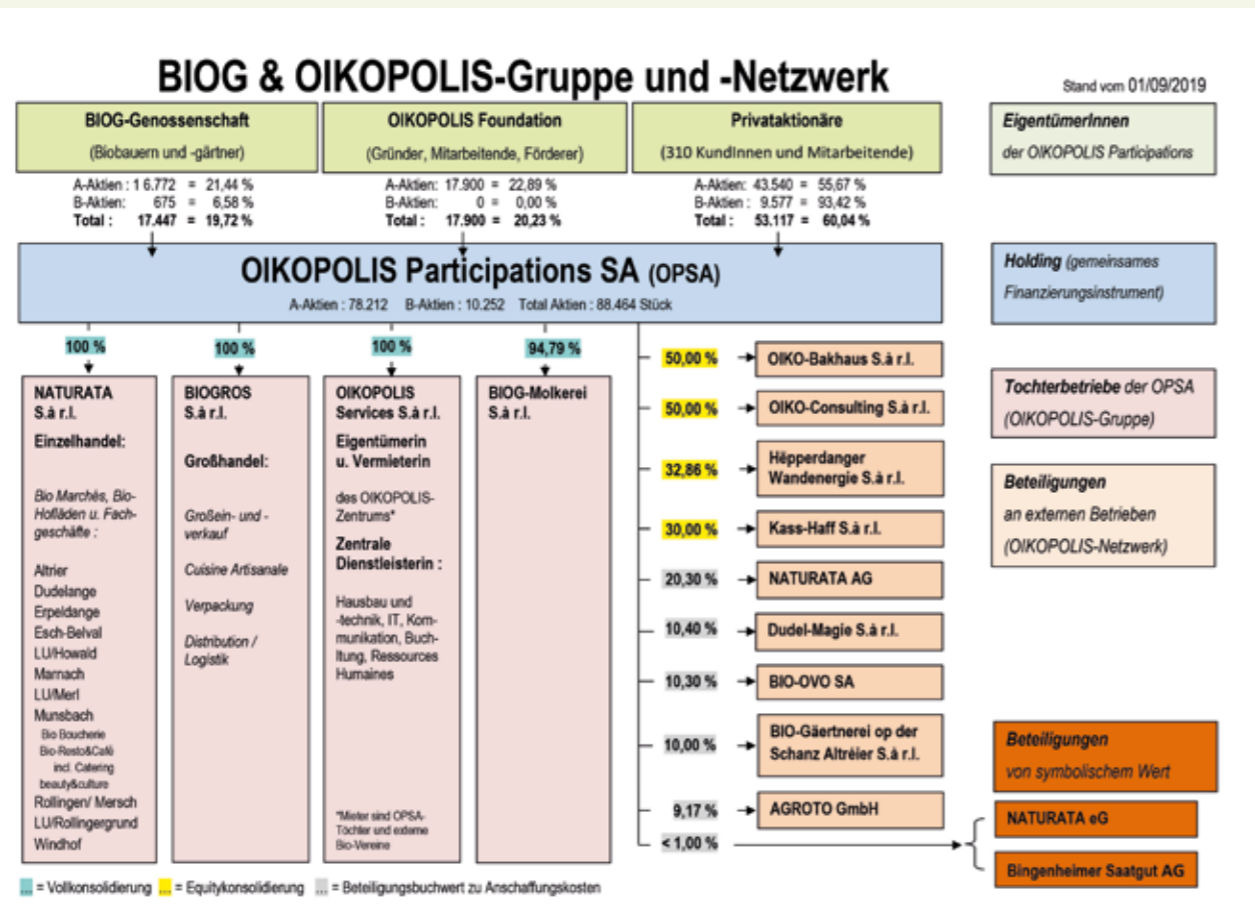 BIOG & OIKOPOLIS-Gruppe und -Netzwerk
Stand vom 01/09/2019
BIOG-Genossenschaft
(Biobauern und -gärtner)
OIKOPOLIS Foundation
(Gründer, Mitarbeitende, Förderer)
Privataktionäre
(310 KundInnen und Mitarbeitende)
EigentümerInnen
der OIKOPOLIS Participations
A-Aktien : 1 6.772 = 21,44 %
B-Aktien: 675 = 6,58 %
Total : 17.447 = 19,72 %
A-Aktien: 17.900 = 22,89 %
B-Aktien: 0 = 0,00 %
Total : 17.900 = 20,23 %
A-Aktien: 43.540 = 55,67 %
B-Aktien : 9.577 = 93,42 %
Total : 53.117 = 60,04 %
OIKOPOLIS Participations SA (OPSA)
A-Aktien : 78.212 B-Aktien : 10.252 Total Aktien : 88.464 Stück
Holding (gemeinsames
Finanzierungsinstrument)
100 %
NATURATA
S.à r.l.
Einzelhandel:
Bio Marchés, Bio-
Hofläden u. Fach-
geschäfte :
Altrier
Dudelange
Erpeldange
Esch-Belval
LU/Howald
Marnach
LU/Merl
Munsbach
Bio Boucherie
Bio-Resto&Café
incl. Catering
beauty&culture
Rollingen/ Mersch
LU/Rollingergrund
Windhof
100 %
BIOGROS
S.à r.l.
Großhandel:
Großein- und -
verkauf
Cuisine Artisanale
Verpackung
Distribution /
Logistik
100 %
OIKOPOLIS
Services S.à r.l.
Eigentümerin
u. Vermieterin
des OIKOPOLIS-
Zentrums*
Zentrale
Dienstleisterin :
Hausbau und
-technik, IT, Kom-
munikation, Buch-
ltung, Ressources
Humaines
*Mieter sind OPSA-
Töchter und externe
Bio-Vereine
94,79 %
BIOG-Molkerei
S.à r.l.
50,00 % OIKO-Bakhaus S.à r.l.
50,00 % OIKO-Consulting S.à r.l.
32,86 % Hëpperdanger
Wandenergie S.à r.l.
30,00 % Kass-Haff S.à r.l.
20,30 % NATURATA AG
10,40 % Dudel-Magie S.à r.l.
10,30 % BIO-OVO SA
10,00 % BIO-Gäertnerei op der
Schanz Altréier S.à r.l.
9,17 % AGROTO GmbH
< 1,00 %
Tochterbetriebe der OPSA
(OIKOPOLIS-Gruppe)
Beteiligungen
an externen Betrieben
(OIKOPOLIS-Netzwerk)
Beteiligungen
von symbolischem Wert
NATURATA eG
Bingenheimer Saatgut AG
... = Vollkonsolidierung ... = Equitykonsolidierung ... = Beteiligungsbuchwert zu Anschaffungskosten